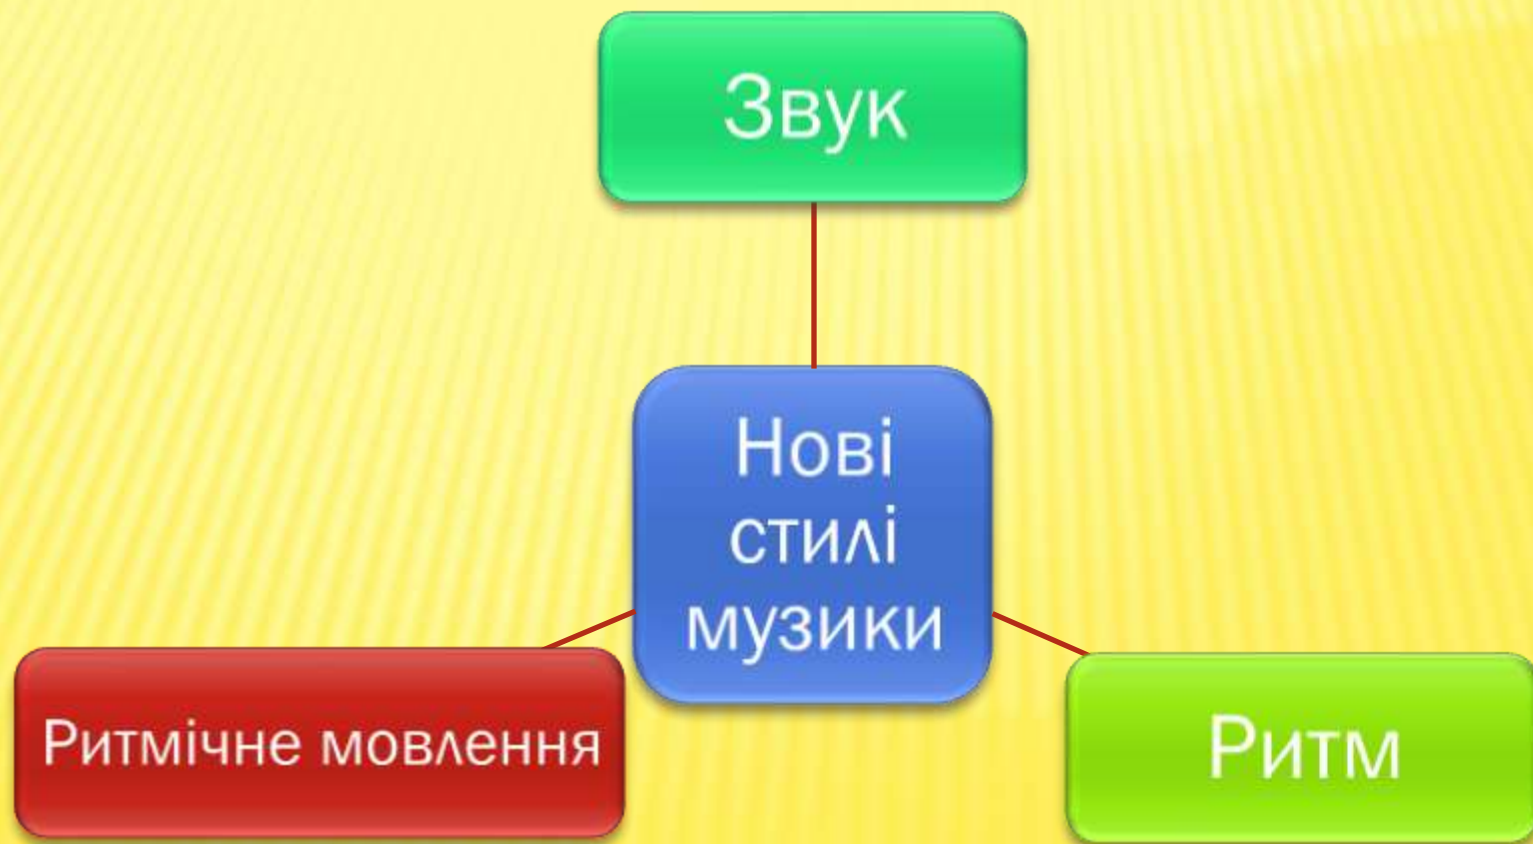 Звук
Нові
стилі
музики
Ритмічне мовлення
Ритм